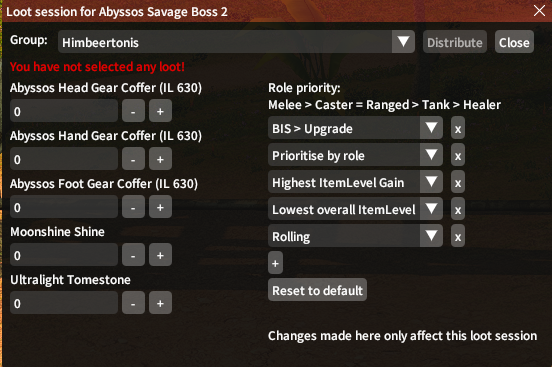 Loot session for Abyssos Savage Boss 2
Group: Himbeertonis Distribute Close
You have not selected any loot!
Abyssos Head Gear Coffer (IL 630)
0 - +
Abyssos Hand Gear Coffer (IL 630)
0 - +
Abyssos Foot Gear Coffer (IL 630)
0 - +
Moonshine Shine
0 - +
Ultralight Tomestone
0 - +
Role priority:
Melee > Caster = Ranged > Tank > Healer
BIS > Upgrade x
Prioritise by role x
Highest ItemLevel Gain x
Lowest overall ItemLevel x
Rolling x
+
Reset to default
Changes made here only affect this loot session